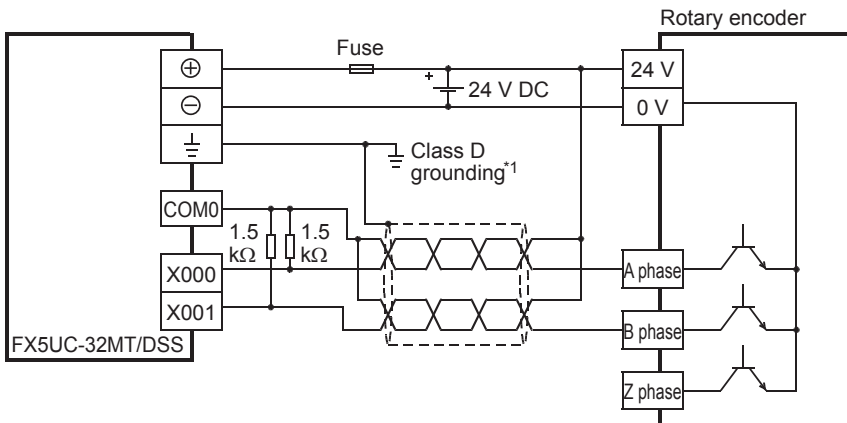 Rotary encoder
Fuse
24 V
+
24 V DC
0 V
Class D
grounding*1
COM0
1.5
kΩ
1.5
kΩ
X000
A phase
X001
B phase
FX5UC-32MT/DSS
Z phase